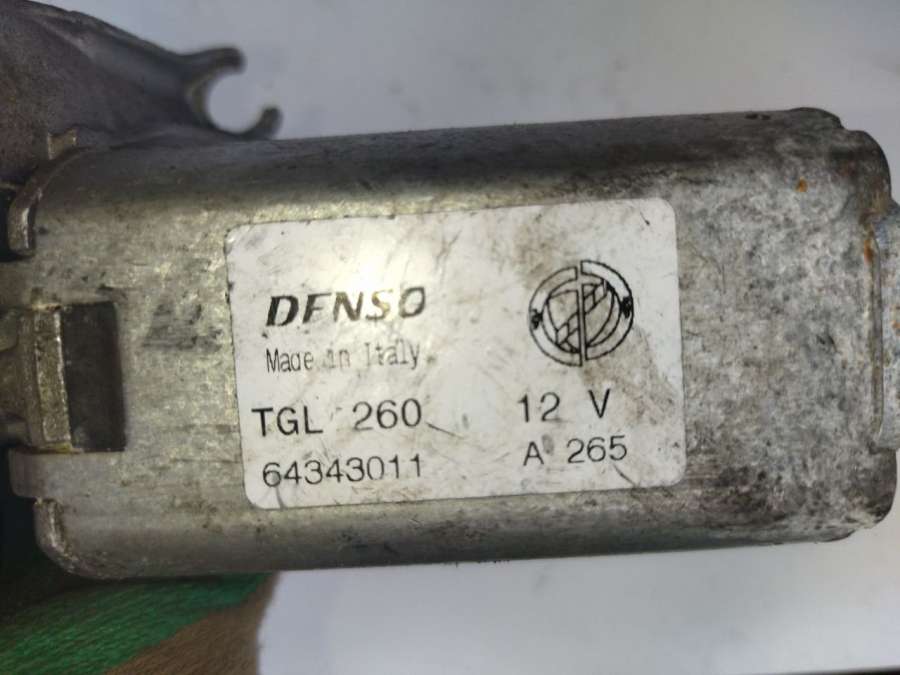 DENSO
Made in Italy
TGL 260 12 V
64343011 A 265